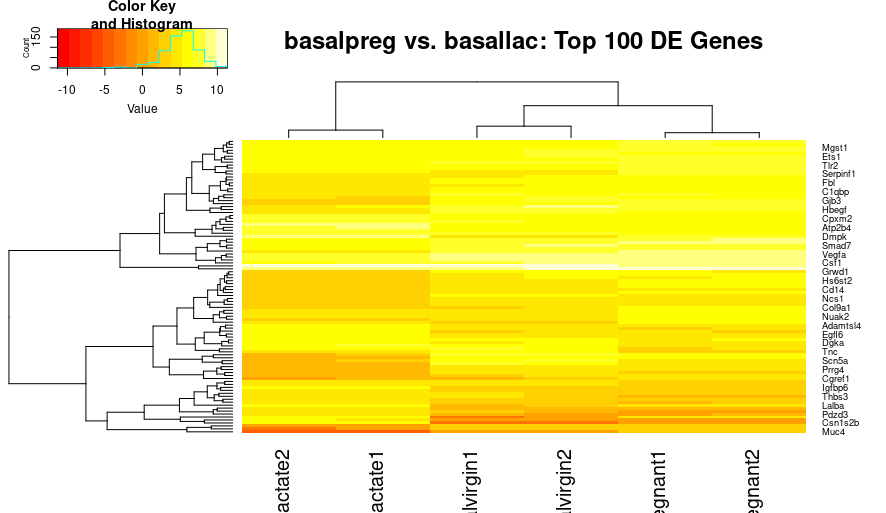 Color Key
and Histogram
Count
0
150
-10 -5 0 5 10
Value
basalpreg vs. basallac: Top 100 DE Genes
Mgst1
Ets1
Tlr2
Serpinf1
Fbl
C1qbp
Gjb3
Hbegf
Cpxm2
Atp2b4
Dmpk
Smad7
Vegfa
Csf1
Grwd1
Hs6st2
Cd14
Ncs1
Col9a1
Nuak2
Adamtsl4
Egfl6
Dgka
Tnc
Scn5a
Prrg4
Cgref1
Igfbp6
Thbs3
Lalba
Pdzd3
Csn1s2b
Muc4
actate2
actate1
lvirgin1
lvirgin2
egnant1
egnant2